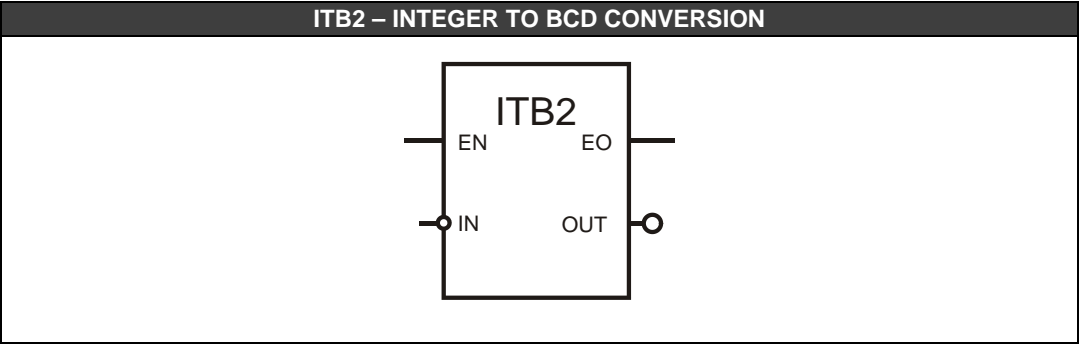 ITB2 – INTEGER TO BCD CONVERSION
ITB2
EN EO
IN OUT